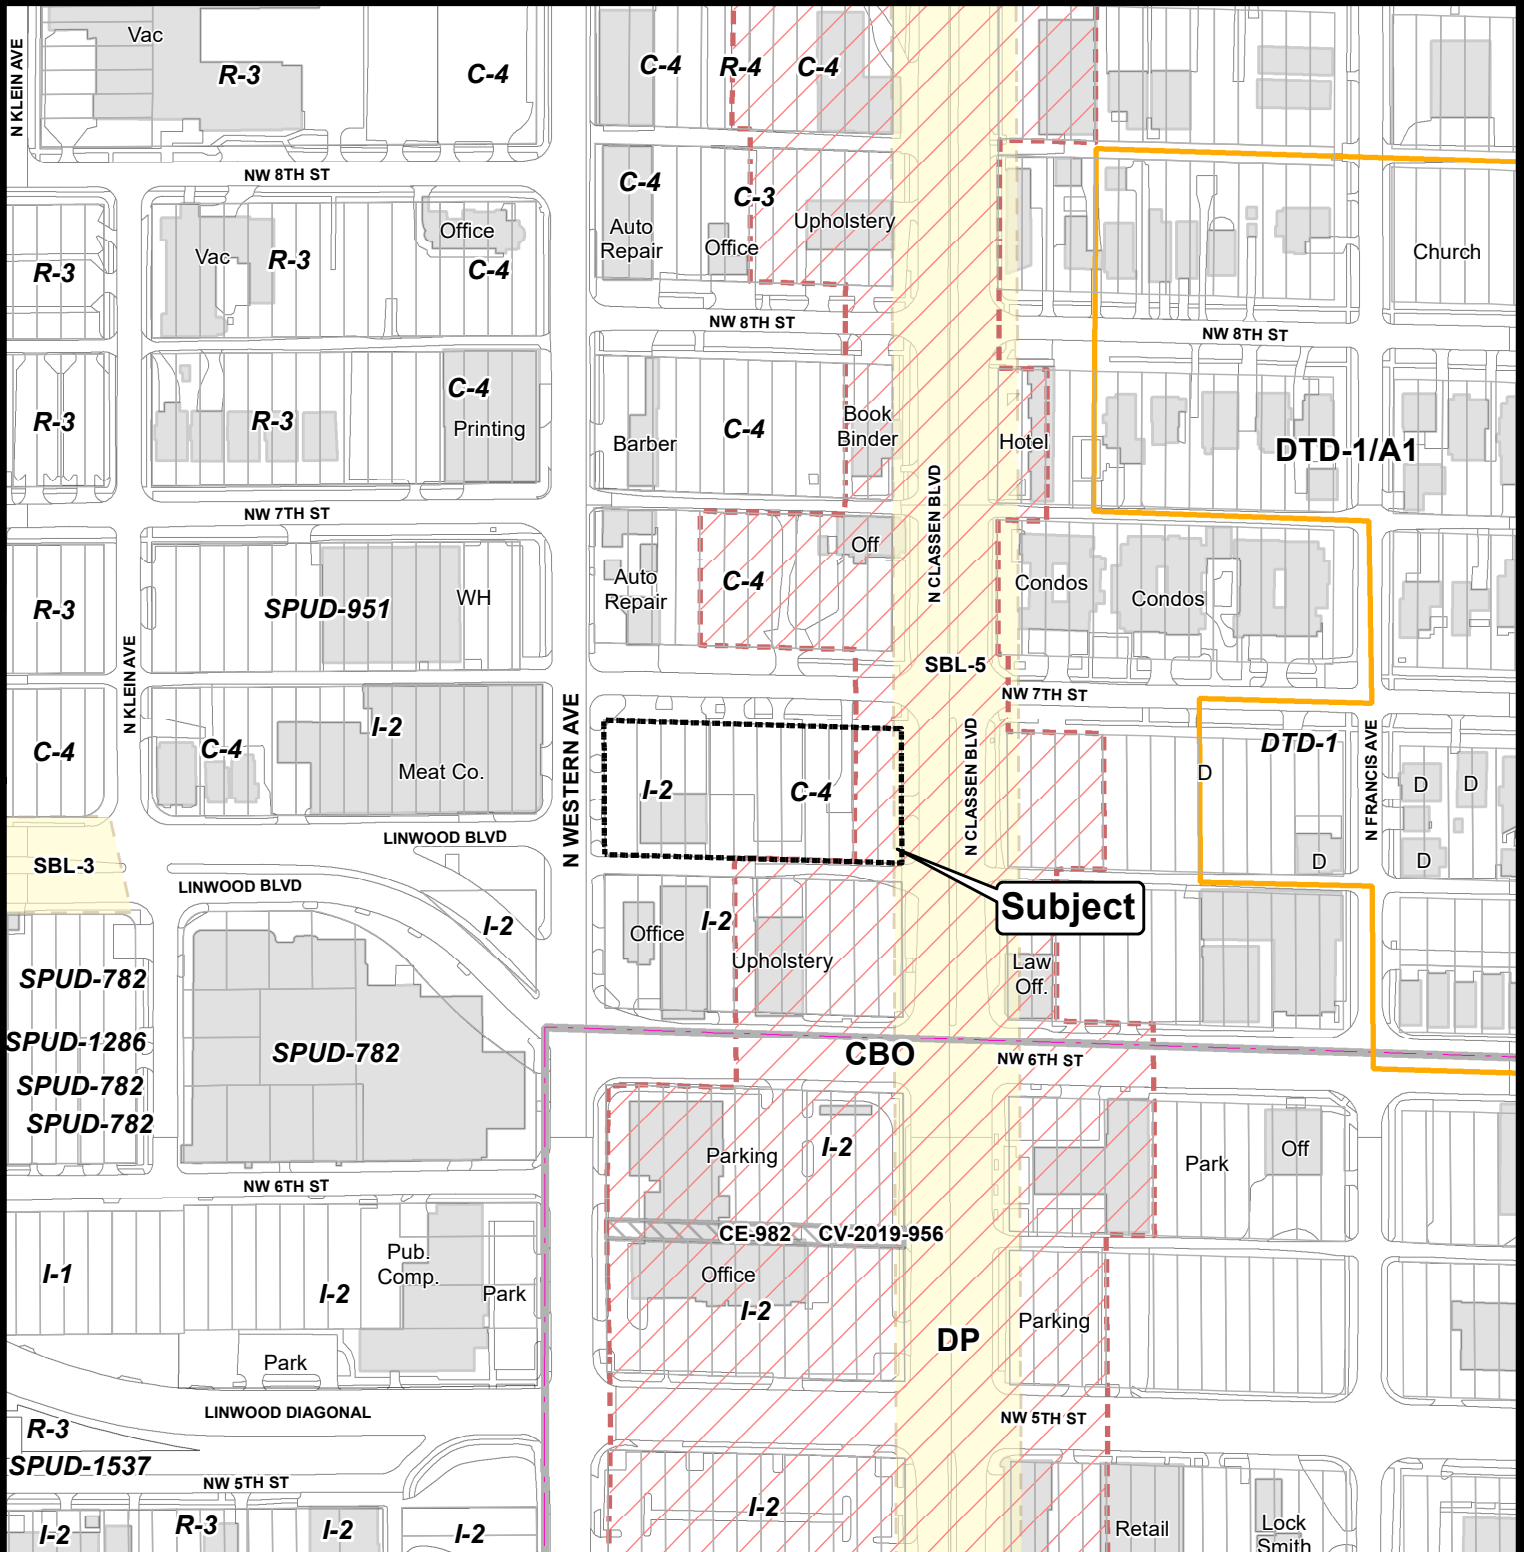 Vac
N KLEIN AVE
R-3
C-4
C-4
R-4
C-4
NW 8TH ST
C-4
Auto
Repair
C-3
Office
Upholstery
Office
C-4
Vac
R-3
R-3
Church
NW 8TH ST
NW 8TH ST
C-4
Printing
R-3
R-3
Barber
C-4
Book
Binder
Hotel
DTD-1/A1
N CLASSEN BLVD
NW 7TH ST
Off
Auto
Repair
C-4
Condos
Condos
R-3
SPUD-951
WH
N KLEIN AVE
SBL-5
NW 7TH ST
N WESTERN AVE
C-4
C-4
I-2
Meat Co.
I-2
C-4
N CLASSEN BLVD
DTD-1
D
N FRANCIS AVE
D
D
D
D
LINWOOD BLVD
SBL-3
LINWOOD BLVD
Subject
I-2
Office
I-2
Upholstery
Law
Off.
SPUD-782
SPUD-1286
SPUD-782
SPUD-782
SPUD-782
CBO
NW 6TH ST
Parking
I-2
Park
Off
NW 6TH ST
CE-982
CV-2019-956
Pub.
Comp.
I-1
I-2
Park
Office
I-2
Parking
DP
Park
LINWOOD DIAGONAL
NW 5TH ST
R-3
SPUD-1537
NW 5TH ST
I-2
R-3
I-2
I-2
I-2
Retail
Lock
Smith